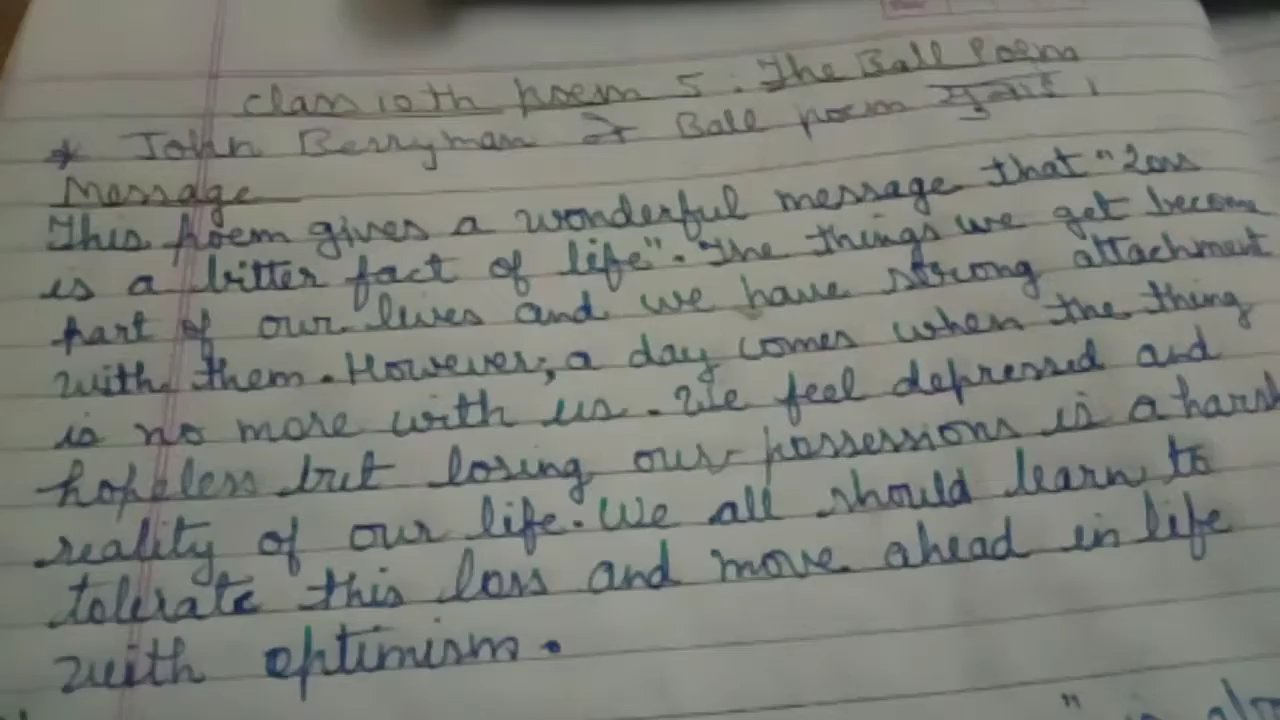 class 10th poem 5. The Ball Poem
* John Berryman ने Ball poem सुनाई।
Message
This poem gives a wonderful message that "Loss
is a bitter fact of life". The things we get become
part of our lives and we have strong attachment
with them. However, a day comes when the thing
is no more with us. We feel depressed and
hopeless but losing our possessions is a harsh
reality of our life. We all should learn to
tolerate this loss and move ahead in life
with optimism.